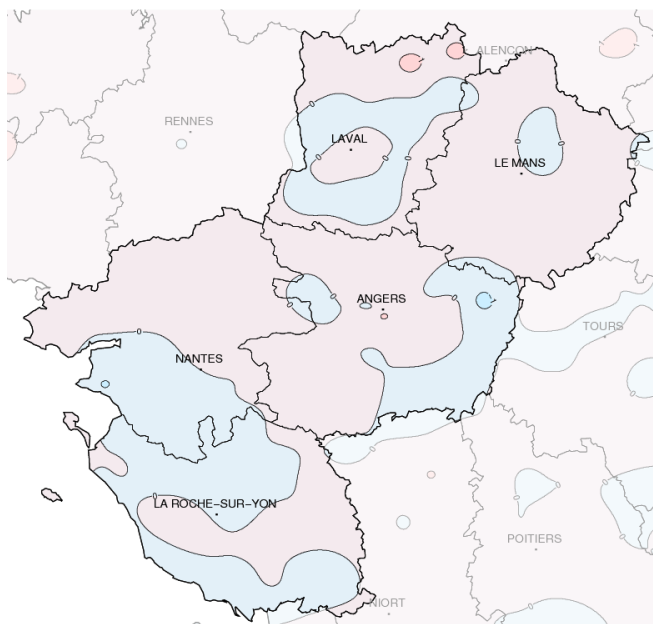 ALENCON
RENNES
LAVAL
LE MANS
ANGERS
TOURS
NANTES
LA ROCHE-SUR-YON
POITIERS
NIORT